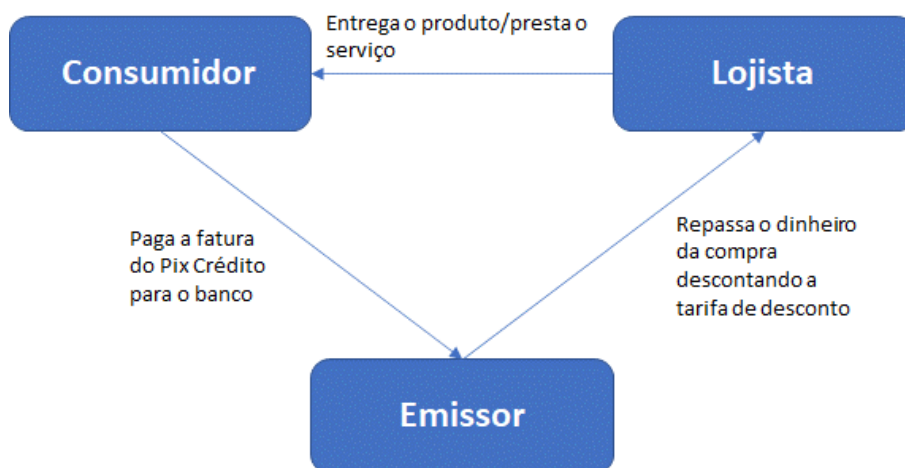 Entrega o produto/presta o
serviço
Consumidor
Lojista
Paga a fatura
do Pix Crédito
para o banco
Repassa o dinheiro
da compra
descontando a
tarifa de desconto
Emissor